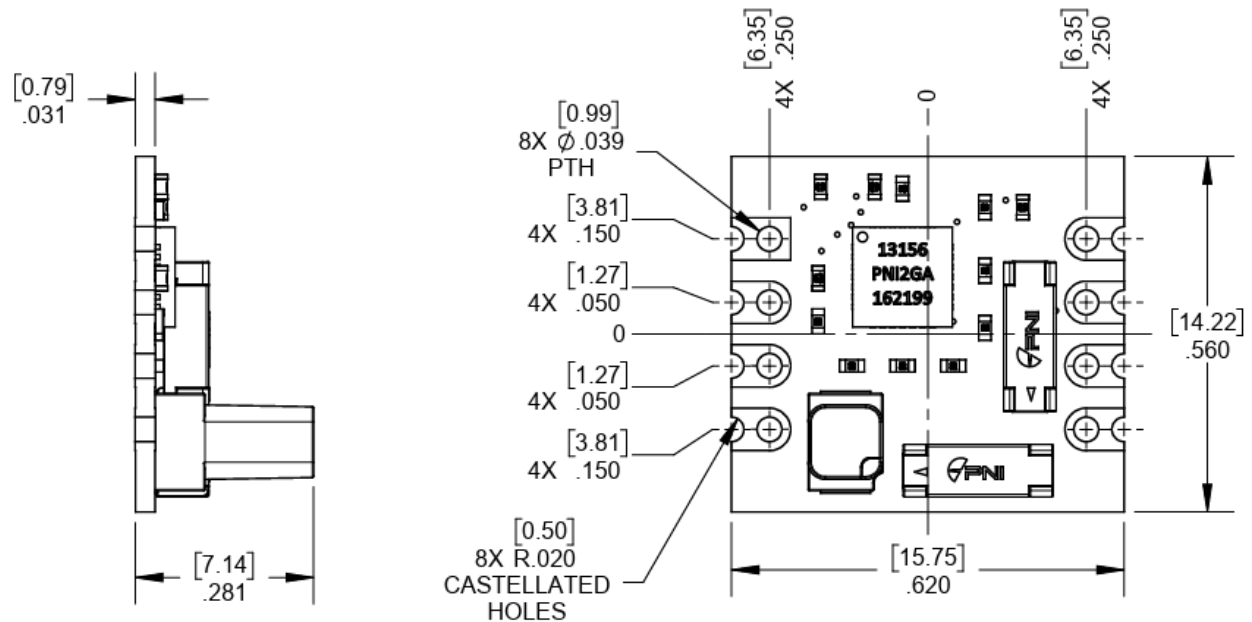 [0.79]
.031
[7.14]
.281
[6.35]
4X .250
0
[6.35]
4X .250
[0.99]
8X Ø.039
PTH
[3.81]
4X .150
[1.27]
4X .050
0
[1.27]
4X .050
[3.81]
4X .150
[0.50]
8X R.020
CASTELLATED
HOLES
13156
PNI2GA
162199
PNI
PNI
[14.22]
.560
[15.75]
.620